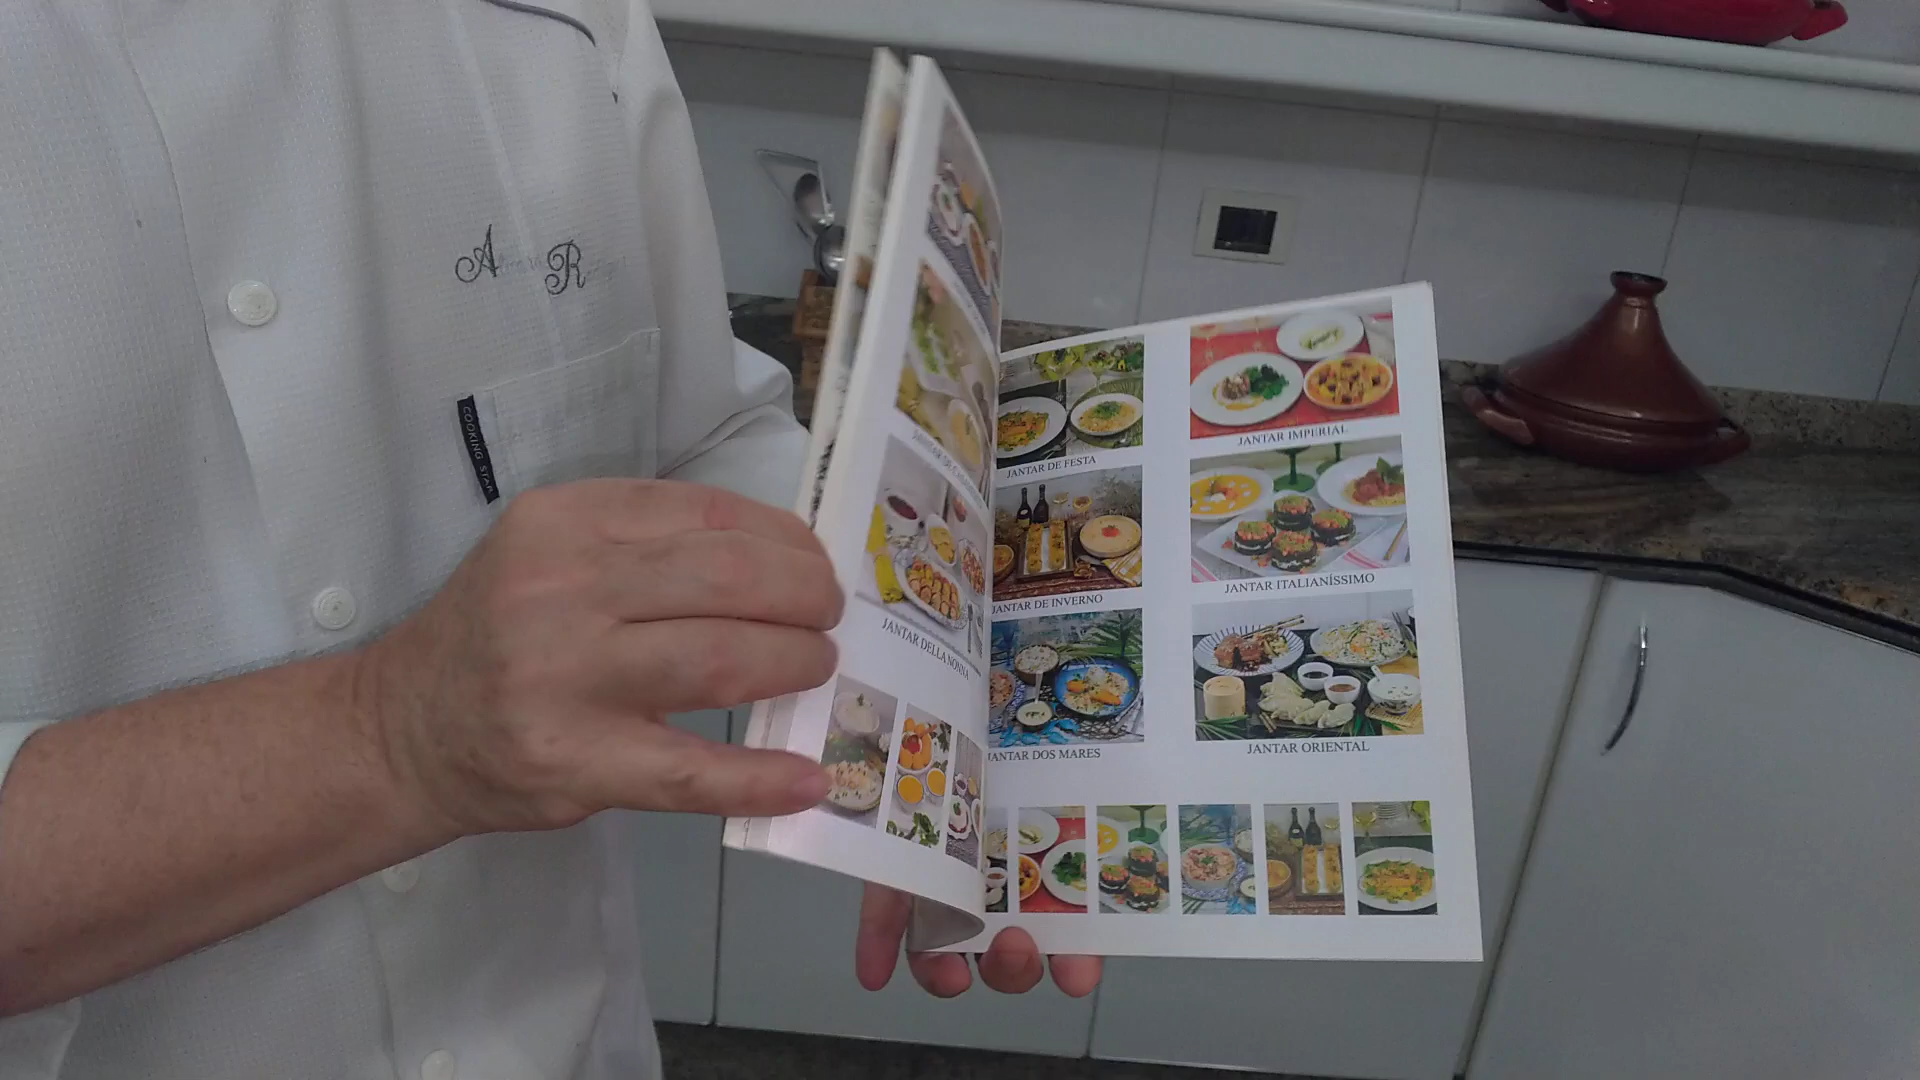 A R
COOKING STAR
JANTAR DELLA NONNA
JANTAR DE FESTA
JANTAR IMPERIAL
JANTAR DE INVERNO
JANTAR ITALIANÍSSIMO
JANTAR DOS MARES
JANTAR ORIENTAL